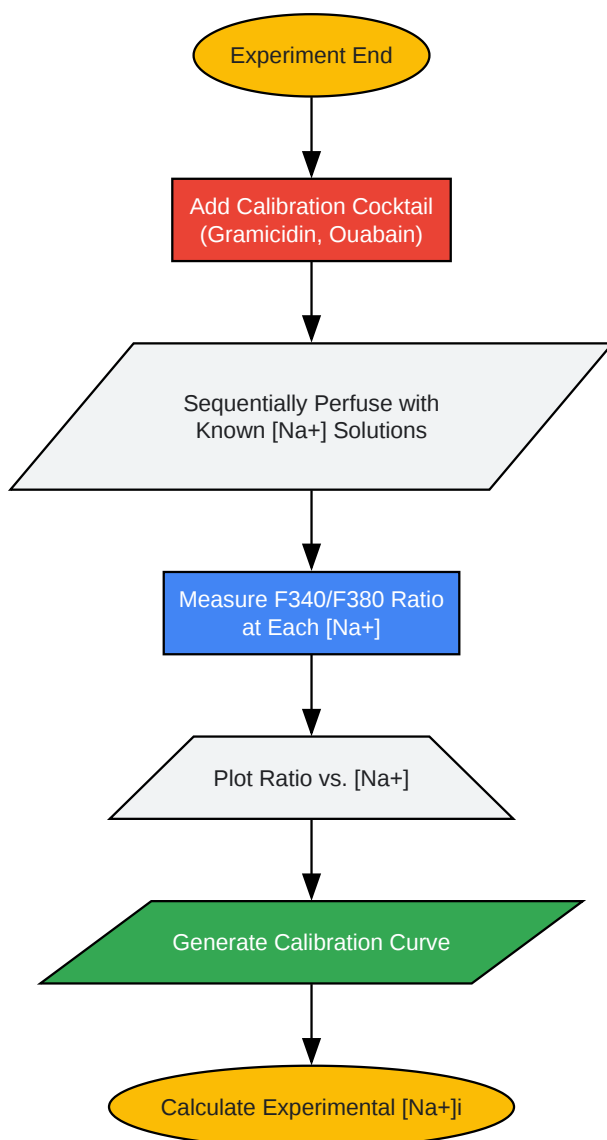 Experiment End
Add Calibration Cocktail
(Gramicidin, Ouabain)
Sequentially Perfuse with
Known [Na+] Solutions
Measure F340/F380 Ratio
at Each [Na+]
Plot Ratio vs. [Na+]
Generate Calibration Curve
Calculate Experimental [Na+]i